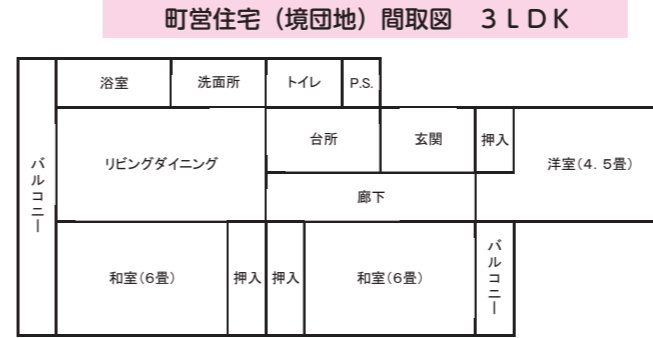 町営住宅（境団地）間取図　３ＬＤＫ
浴室
洗面所
トイレ
P.S.
バルコニー
リビングダイニング
台所
玄関
押入
洋室（４．５畳）
廊下
和室（６畳）
押入
押入
和室（６畳）
バルコニー